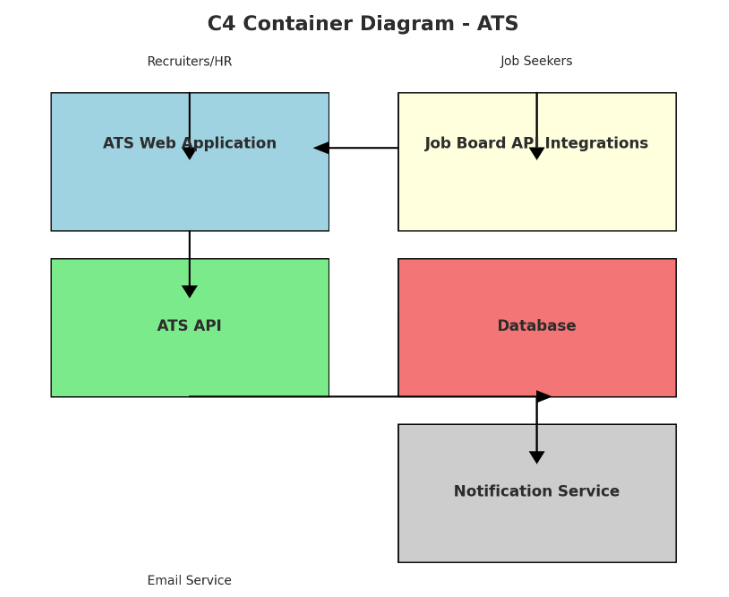 C4 Container Diagram - ATS
Recruiters/HR
Job Seekers
ATS Web Application
Job Board API Integrations
ATS API
Database
Notification Service
Email Service